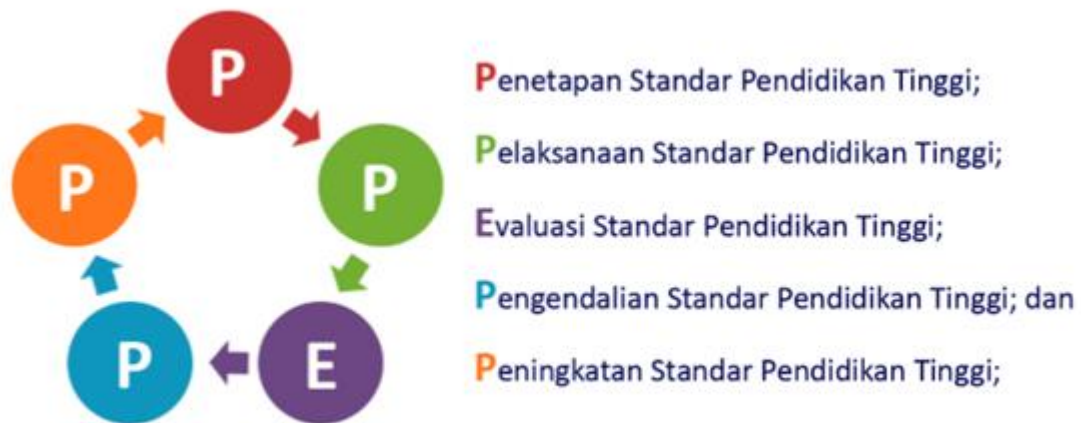 P
P
E
P
P
Penetapan Standar Pendidikan Tinggi;
Pelaksanaan Standar Pendidikan Tinggi;
Evaluasi Standar Pendidikan Tinggi;
Pengendalian Standar Pendidikan Tinggi; dan
Peningkatan Standar Pendidikan Tinggi;